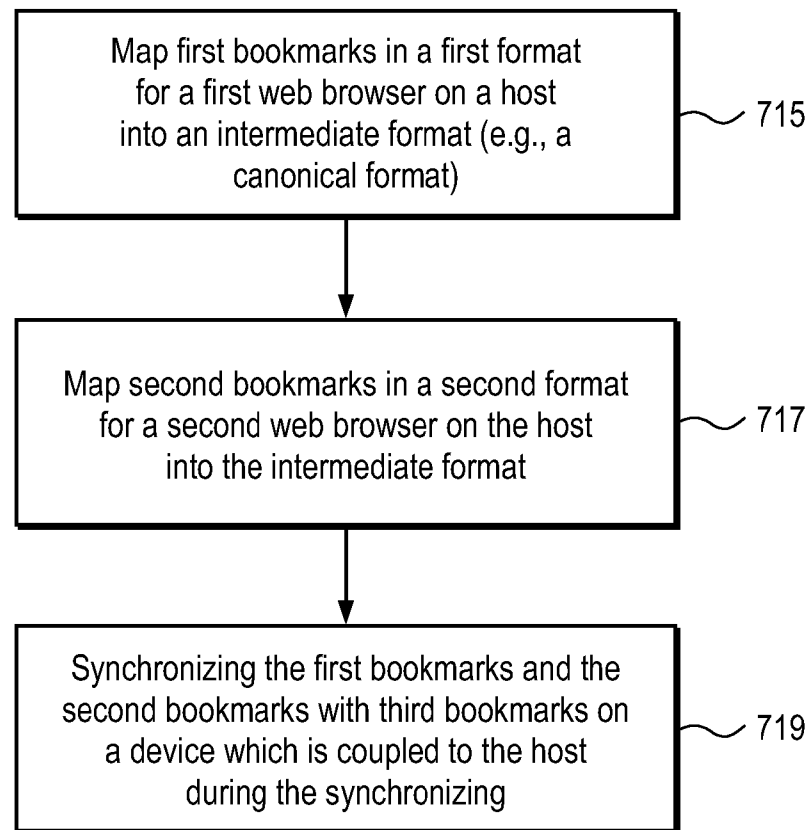 Map first bookmarks in a first format
for a first web browser on a host
into an intermediate format (e.g., a
canonical format)
715
Map second bookmarks in a second format
for a second web browser on the host
into the intermediate format
717
Synchronizing the first bookmarks and the
second bookmarks with third bookmarks on
a device which is coupled to the host
during the synchronizing
719